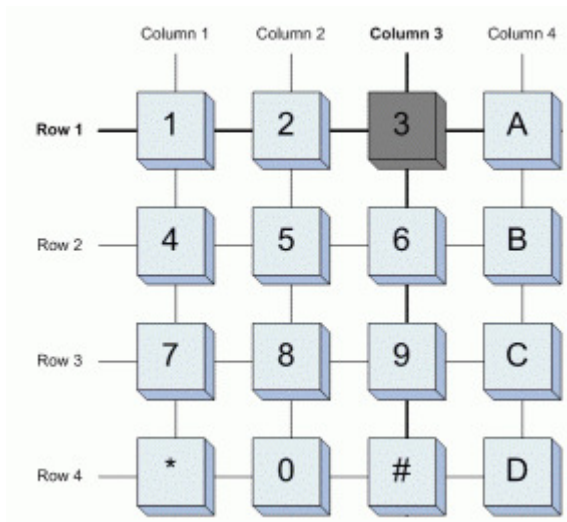 Column 1 Column 2 Column 3 Column 4
Row 1 1 2 3 A
Row 2 4 5 6 B
Row 3 7 8 9 C
Row 4 * 0 # D